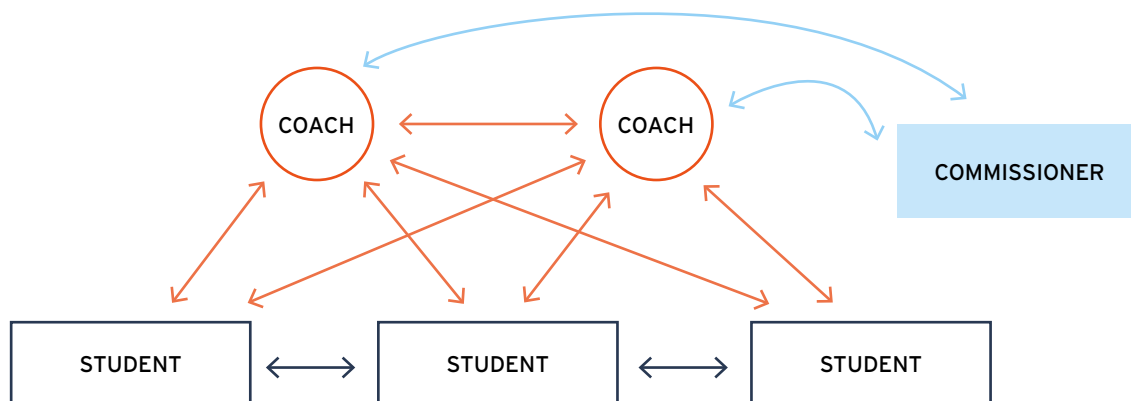 COACH
COACH
COMMISSIONER
STUDENT
STUDENT
STUDENT